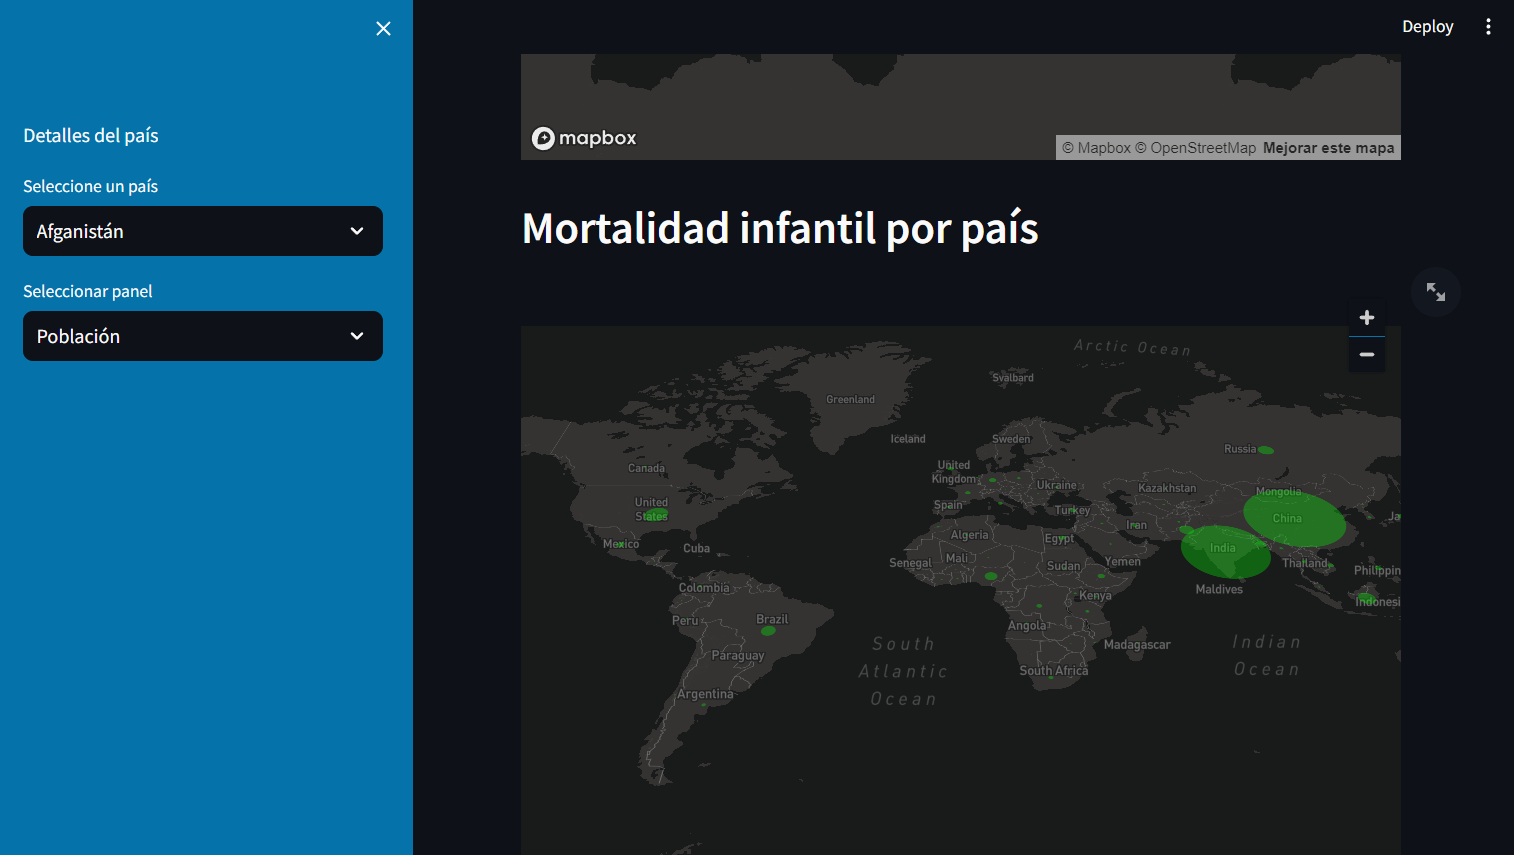 Deploy
Detalles del país
Seleccione un país
Afganistán
Seleccionar panel
Población
mapbox
© Mapbox © OpenStreetMap Mejorar este mapa
Mortalidad infantil por país
Arctic Ocean
Svalbard
Greenland
Iceland
Sweden
Russia
Canada
United
Kingdom
Ukraine
Kazakhstan
Mongolia
United
States
Spain
Turkey
China
Iran
Mexico
Cuba
Algeria
Egypt
India
Senegal
Mali
Sudan
Yemen
Thailand
Philippin
Colombia
Kenya
Maldives
Indonesi
Peru
Brazil
Angola
Madagascar
South
Atlantic
Ocean
Indian
Ocean
Paraguay
South Africa
Argentina